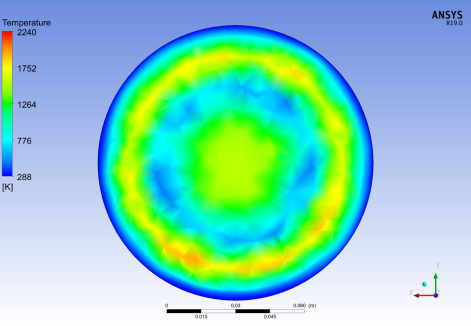 Temperature
2240
1752
1264
776
288
[K]
ANSYS
R19.0
0 0.03 0.060 (m)
0.015 0.045
Y